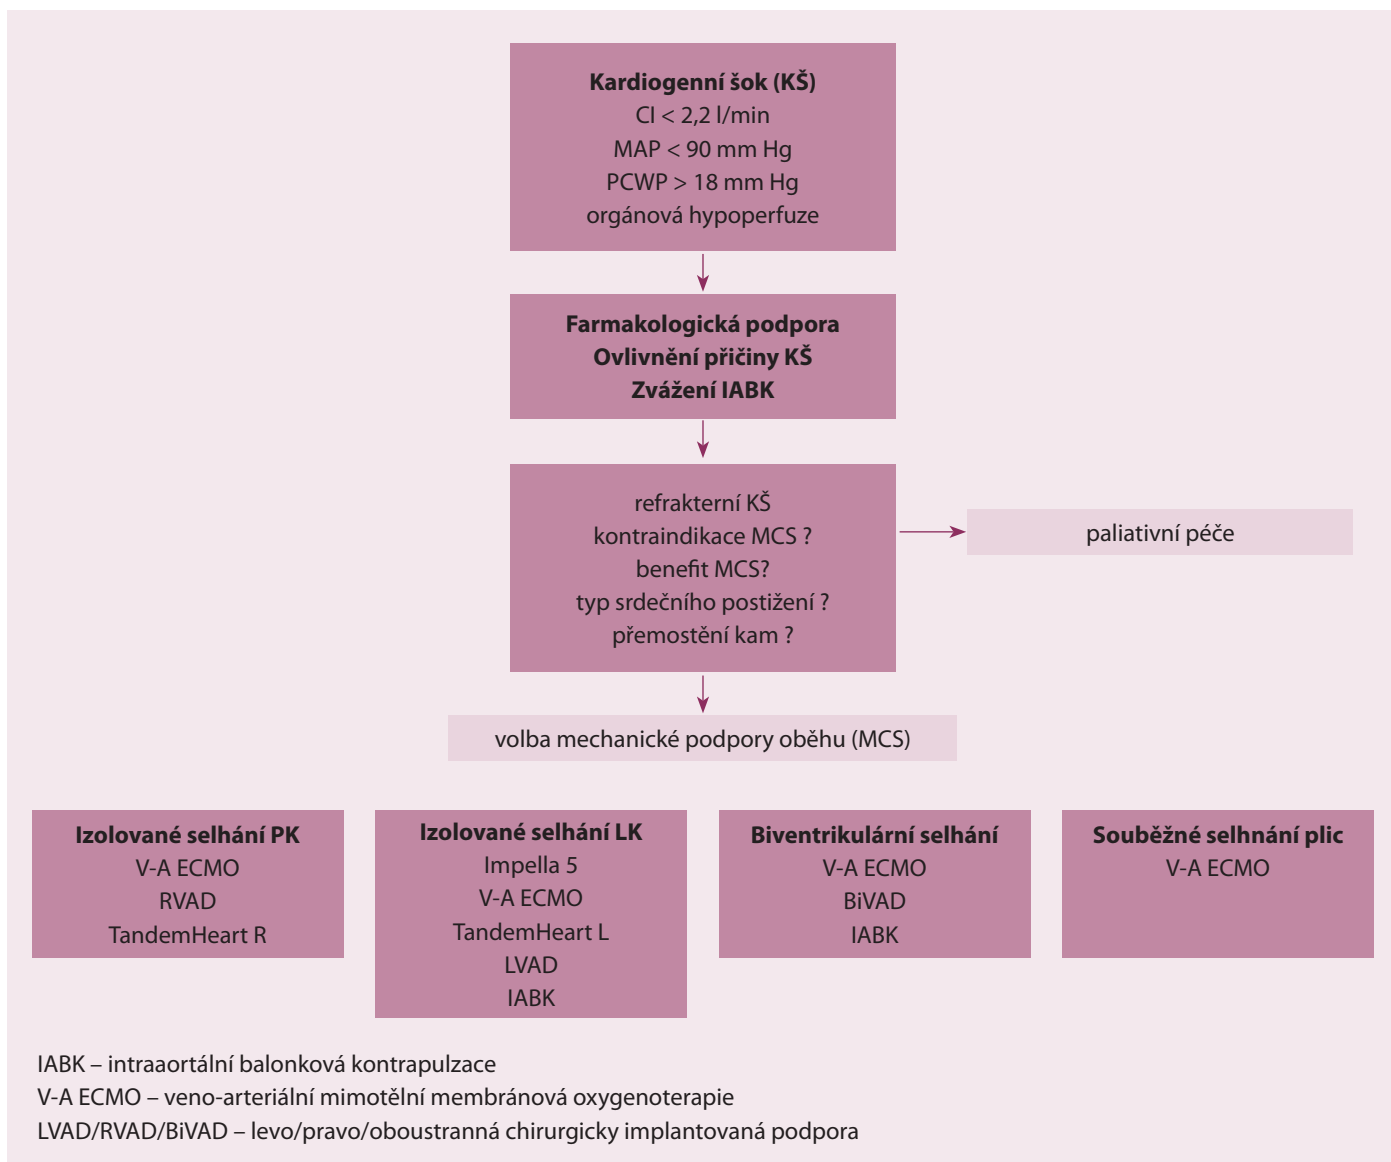 Kardiogenní šok (KŠ)
CI < 2,2 l/min
MAP < 90 mm Hg
PCWP > 18 mm Hg
orgánová hypoperfuze
Farmakologická podpora
Ovlivnění přičiny KŠ
Zvážení IABK
refrakterní KŠ
kontraindikace MCS ?
benefit MCS?
typ srdečního postižení ?
přemostění kam ?
paliativní péče
volba mechanické podpory oběhu (MCS)
Izolované selhání PK
V-A ECMO
RVAD
TandemHeart R
Izolované selhání LK
Impella 5
V-A ECMO
TandemHeart L
LVAD
IABK
Biventrikulární selhání
V-A ECMO
BiVAD
IABK
Souběžné selhnání plic
V-A ECMO
IABK – intraaortální balonková kontrapulzace
V-A ECMO – veno-arteriální mimotělní membránová oxygenoterapie
LVAD/RVAD/BiVAD – levo/pravo/oboustranná chirurgicky implantovaná podpora